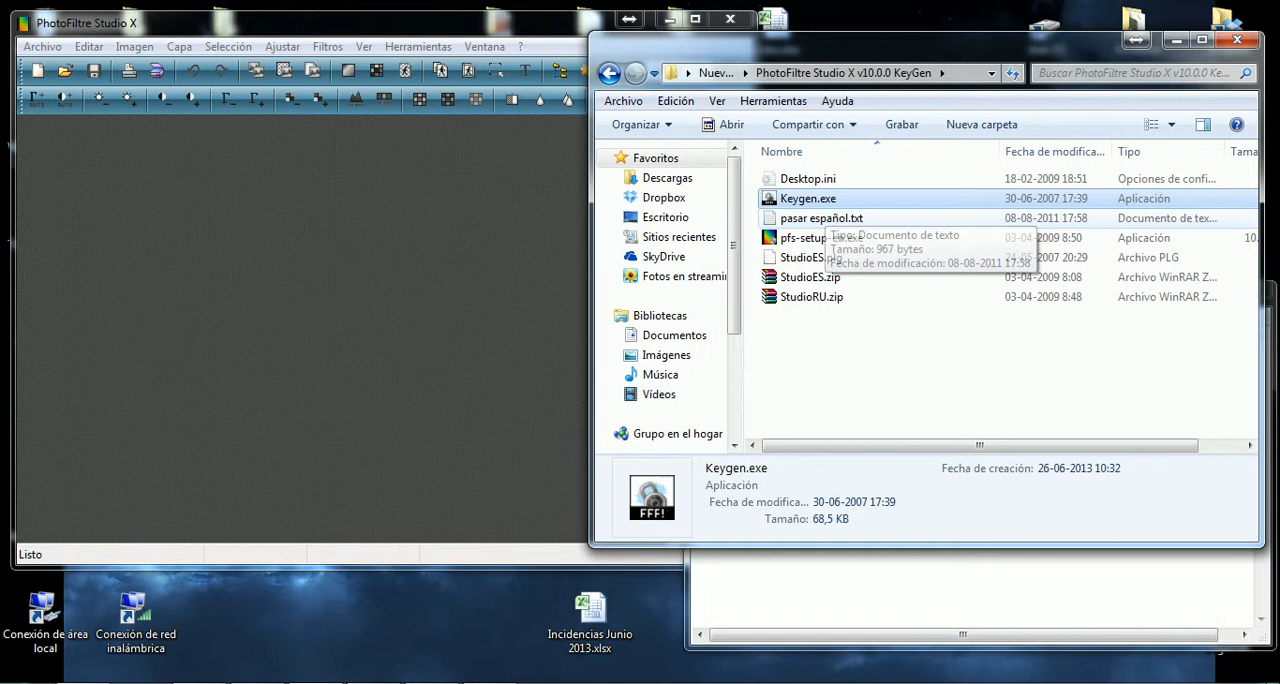 PhotoFiltre Studio X
Archivo Editar Imagen Capa Selección Ajustar Filtros Ver Herramientas Ventana ?
AUTO AUTO
Listo
Nuev... PhotoFiltre Studio X v10.0.0 KeyGen Buscar PhotoFiltre Studio X v10.0.0 Ke...
Archivo Edición Ver Herramientas Ayuda
Organizar Abrir Compartir con Grabar Nueva carpeta
Favoritos
Descargas
Dropbox
Escritorio
Sitios recientes
SkyDrive
Fotos en streami
Bibliotecas
Documentos
Imágenes
Música
Vídeos
Grupo en el hogar
Nombre Fecha de modifica... Tipo Tama
Desktop.ini 18-02-2009 18:51 Opciones de confi...
Keygen.exe 30-06-2007 17:39 Aplicación
pasar español.txt 08-08-2011 17:58 Documento de tex...
pfs-setup- 03-04-2009 8:50 Aplicación 10.
StudioES.plg 20:29 Archivo PLG
StudioES.zip 03-04-2009 8:08 Archivo WinRAR Z...
StudioRU.zip 03-04-2009 8:48 Archivo WinRAR Z...
Tipo: Documento de texto
Tamaño: 967 bytes
Fecha de modificación: 08-08-2011 17:58
FFF!
Keygen.exe Fecha de creación: 26-06-2013 10:32
Aplicación
Fecha de modifica... 30-06-2007 17:39
Tamaño: 68,5 KB
Conexión de área
local
Conexión de red
inalámbrica
Incidencias Junio
2013.xlsx